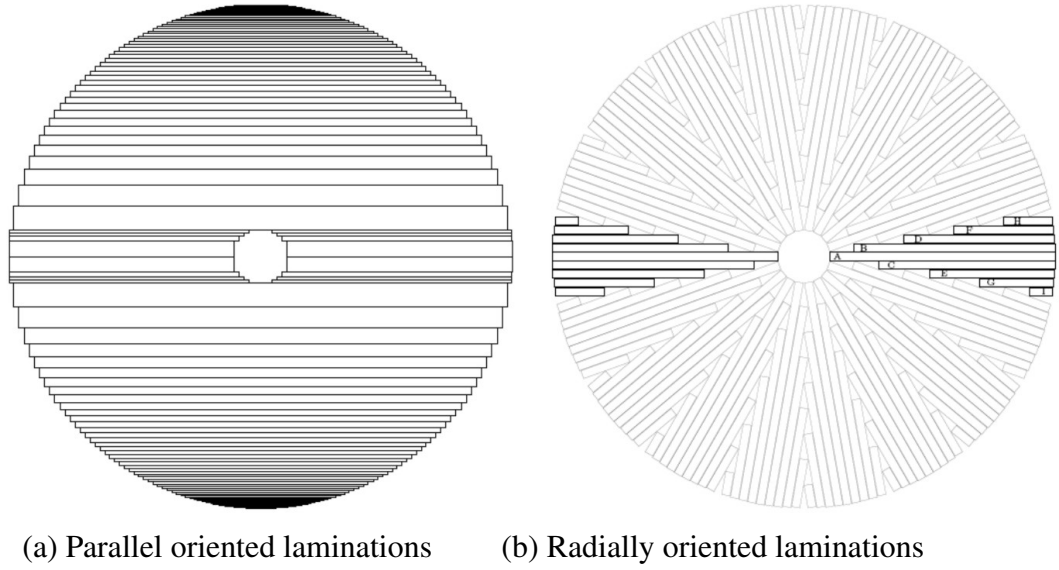 H
F
D
B
A
C
E
G
I
(a) Parallel oriented laminations (b) Radially oriented laminations